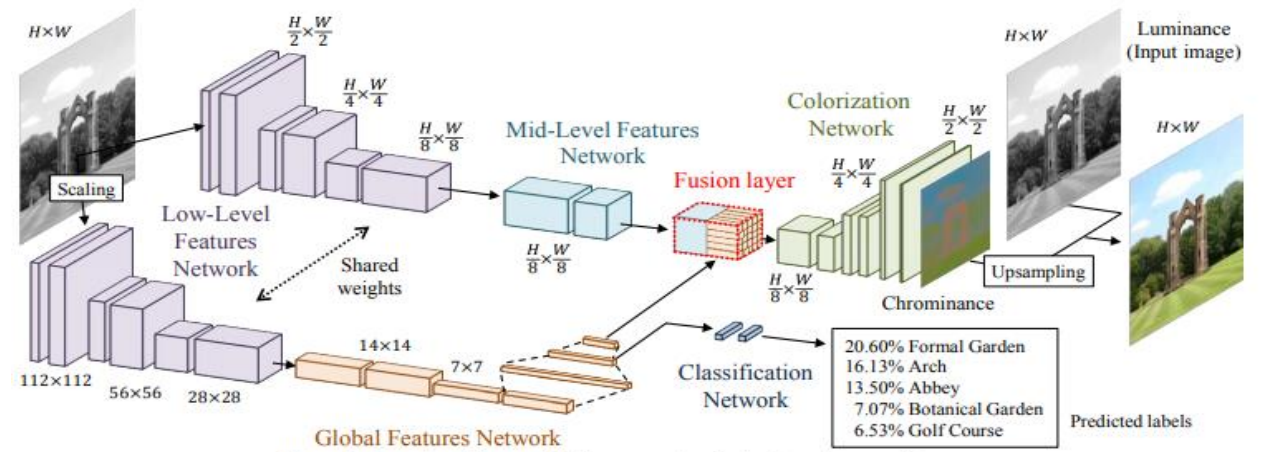 H×W
H/2 × W/2
H/4 × W/4
H/8 × W/8
Scaling
Low-Level
Features
Network
Mid-Level Features
Network
H/8 × W/8
Fusion layer
Colorization
Network
H/8 × W/8
H/4 × W/4
H/2 × W/2
Chrominance
H×W
Luminance
(Input image)
H×W
Upsampling
Shared
weights
112×112
56×56
28×28
14×14
7×7
Global Features Network
Classification
Network
20.60% Formal Garden
16.13% Arch
13.50% Abbey
7.07% Botanical Garden
6.53% Golf Course
Predicted labels